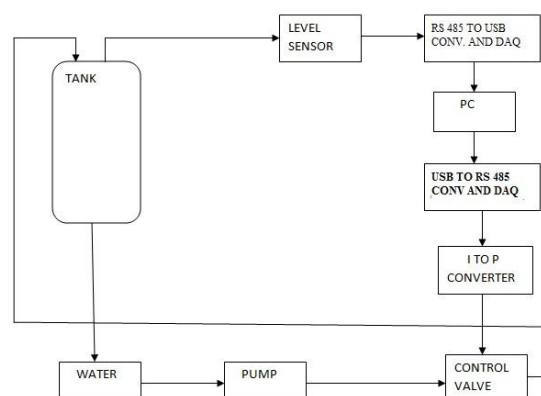 LEVEL
SENSOR
RS 485 TO USB
CONV. AND DAQ
TANK
PC
USB TO RS 485
CONV AND DAQ
I TO P
CONVERTER
WATER
PUMP
CONTROL
VALVE